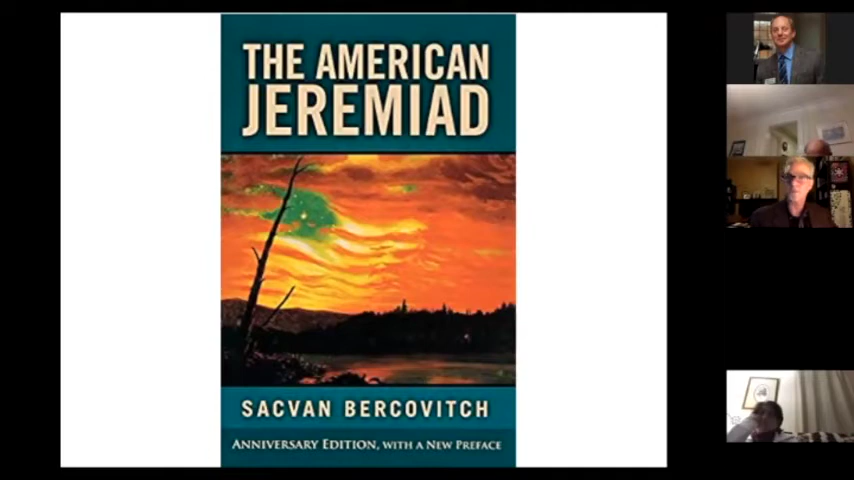 THE AMERICAN
JEREMIAD
SACVAN BERCOVITCH
ANNIVERSARY EDITION, WITH A NEW PREFACE